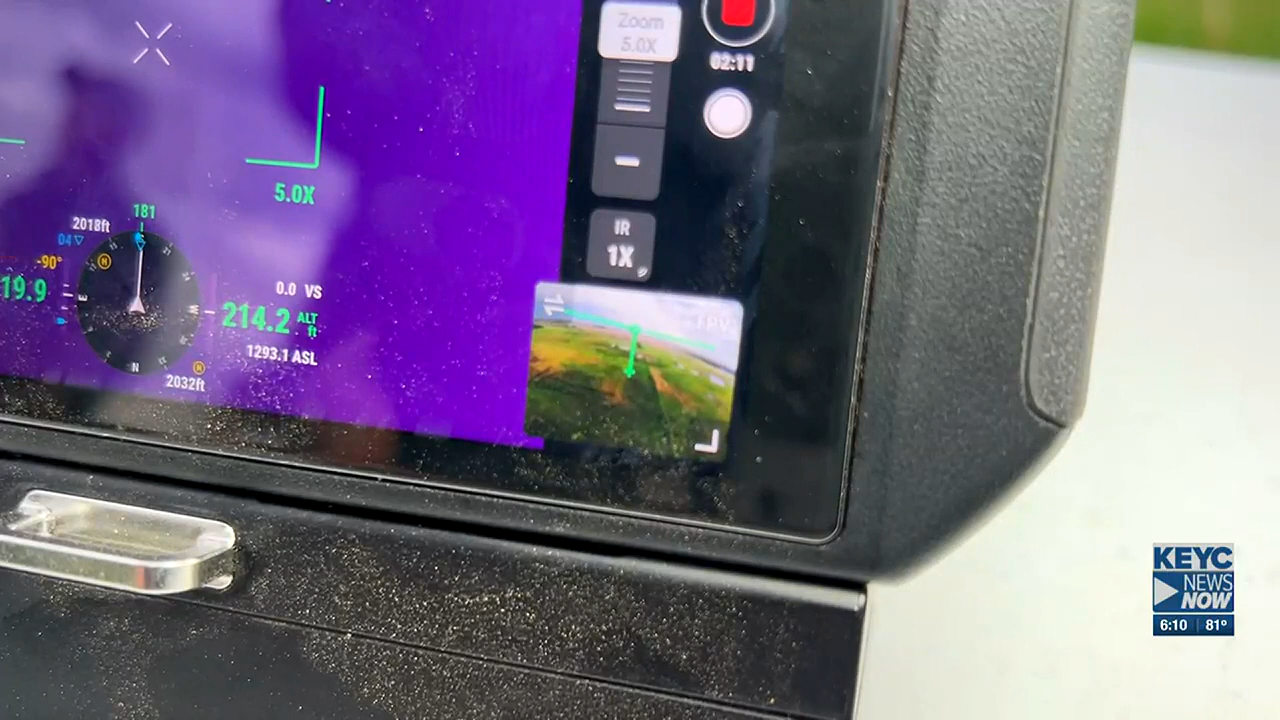 Zoom
5.0X
02:11
5.0X
IR
1X
181
2018ft
04
-90°
N
19.9
E
N
N
2032ft
0.0 VS
214.2 ALT
ft
1293.1 ASL
FPV
KEYC
NEWS
NOW
6:10 81°